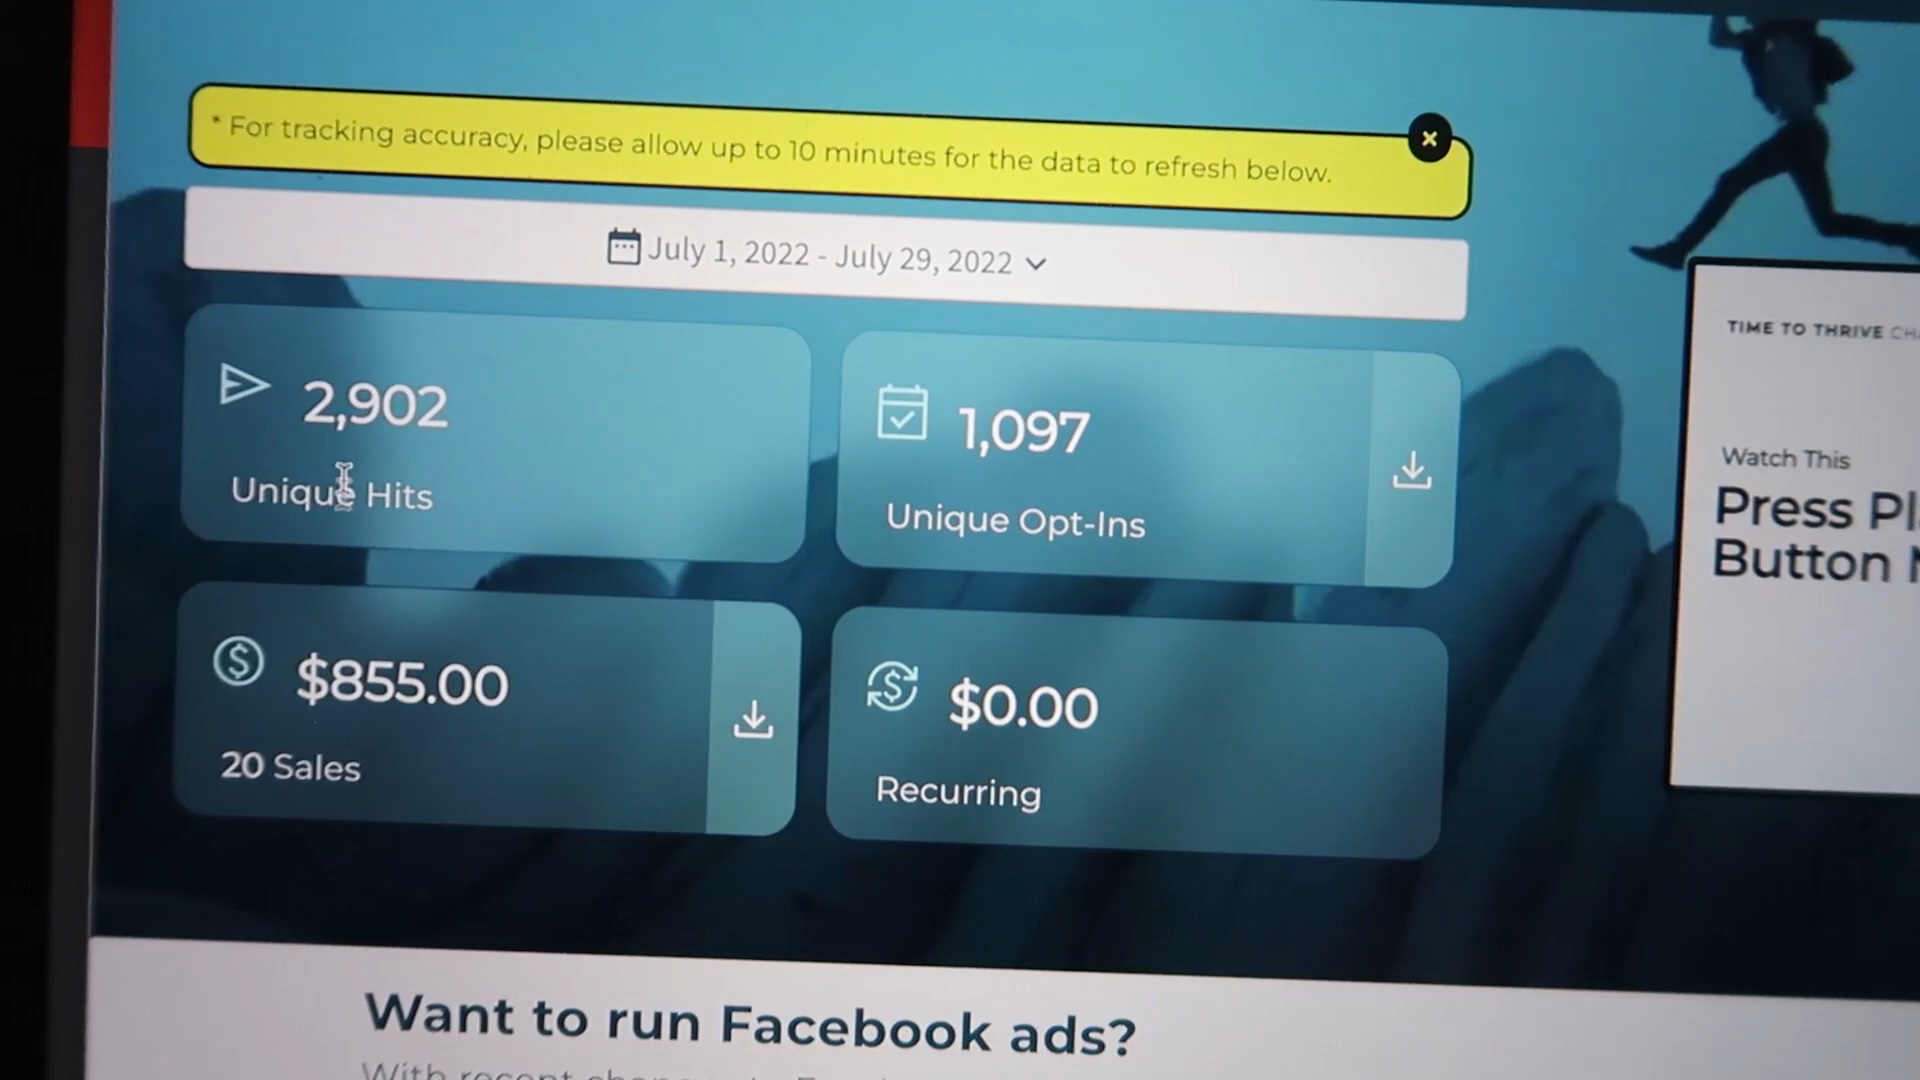 * For tracking accuracy, please allow up to 10 minutes for the data to refresh below.
July 1, 2022 - July 29, 2022
2,902
Unique Hits
1,097
Unique Opt-Ins
$855.00
20 Sales
$0.00
Recurring
TIME TO THRIVE
Watch This
Press
Button
Want to run Facebook ads?
With recent